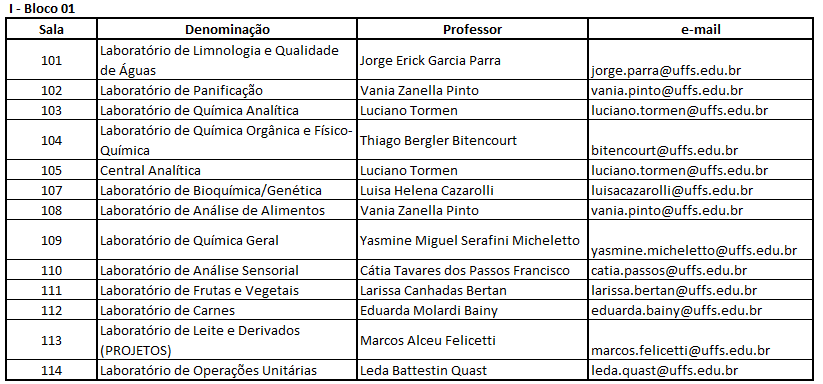 I - Bloco 01
Sala Denominação Professor e-mail
101 Laboratório de Limnologia e Qualidade de Águas Jorge Erick Garcia Parra jorge.parra@uffs.edu.br
102 Laboratório de Panificação Vania Zanella Pinto vania.pinto@uffs.edu.br
103 Laboratório de Química Analítica Luciano Tormen luciano.tormen@uffs.edu.br
104 Laboratório de Química Orgânica e Físico-Química Thiago Bergler Bitencourt bitencourt@uffs.edu.br
105 Central Analítica Luciano Tormen luciano.tormen@uffs.edu.br
107 Laboratório de Bioquímica/Genética Luisa Helena Cazarolli luisacazarolli@uffs.edu.br
108 Laboratório de Análise de Alimentos Vania Zanella Pinto vania.pinto@uffs.edu.br
109 Laboratório de Química Geral Yasmine Miguel Serafini Micheletto yasmine.micheletto@uffs.edu.br
110 Laboratório de Análise Sensorial Cátia Tavares dos Passos Francisco catia.passos@uffs.edu.br
111 Laboratório de Frutas e Vegetais Larissa Canhadas Bertan larissa.bertan@uffs.edu.br
112 Laboratório de Carnes Eduarda Molardi Bainy eduarda.bainy@uffs.edu.br
113 Laboratório de Leite e Derivados (PROJETOS) Marcos Alceu Felicetti marcos.felicetti@uffs.edu.br
114 Laboratório de Operações Unitárias Leda Battestin Quast leda.quast@uffs.edu.br